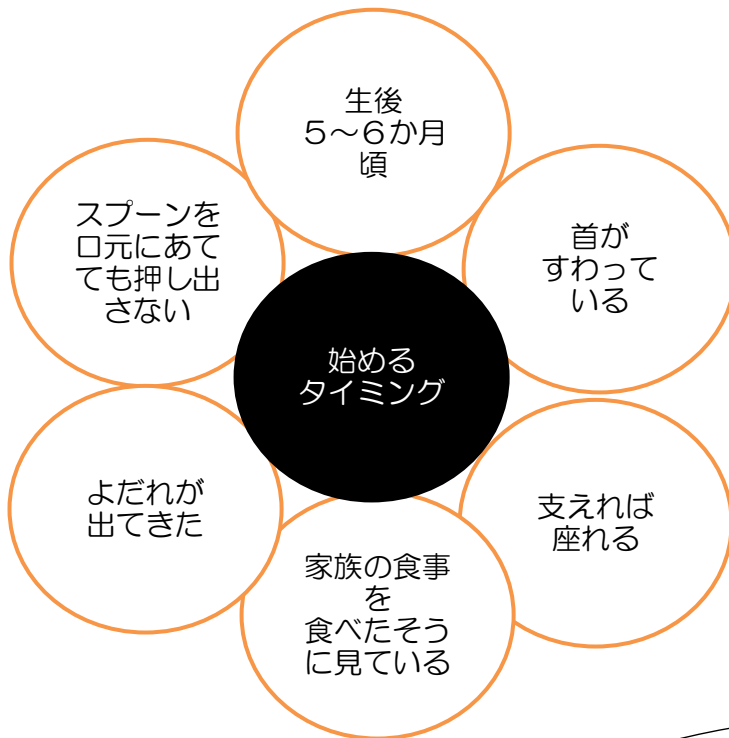 生後
５～６か月
頃
スプーンを
口元にあて
ても押し出
さない
首が
すわって
いる
始める
タイミング
よだれが
出てきた
支えれば
座れる
家族の食事
を
食べたそう
に見ている